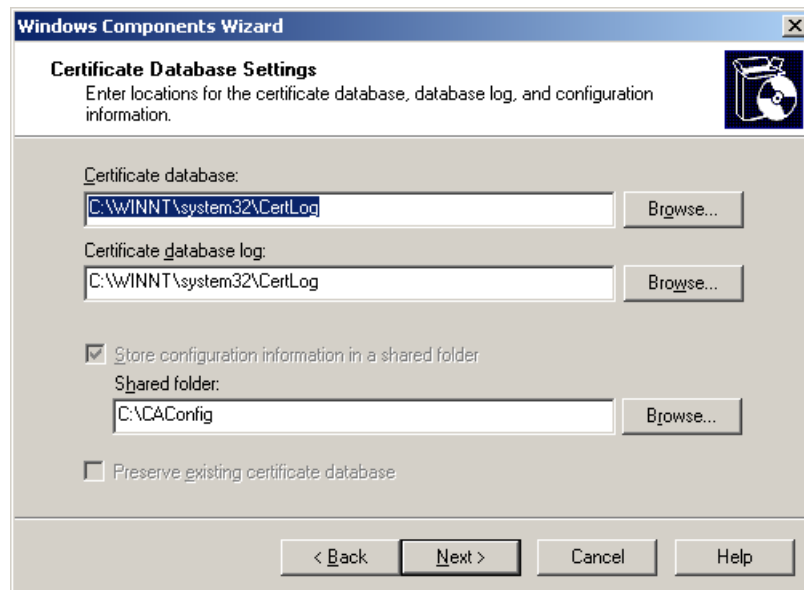 Windows Components Wizard
Certificate Database Settings
Enter locations for the certificate database, database log, and configuration
information.
Certificate database:
C:\WINNT\system32\CertLog
Browse...
Certificate database log:
C:\WINNT\system32\CertLog
Browse...
Store configuration information in a shared folder
Shared folder:
C:\CAConfig
Browse...
Preserve existing certificate database
< Back
Next >
Cancel
Help